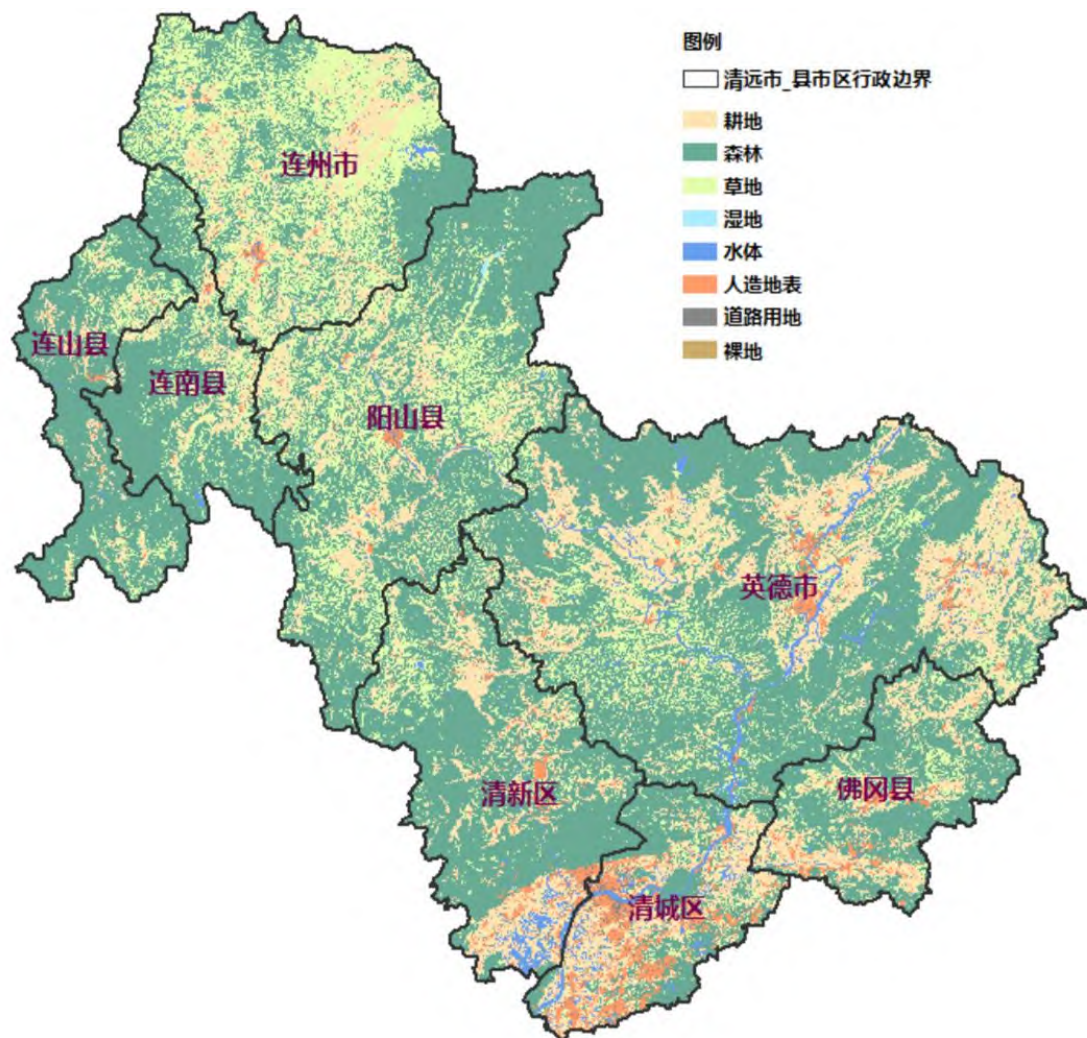 图例
清远市_县市区行政边界
耕地
森林
草地
湿地
水体
人造地表
道路用地
裸地
连州市
连山县
连南县
阳山县
英德市
清新区
佛冈县
清城区